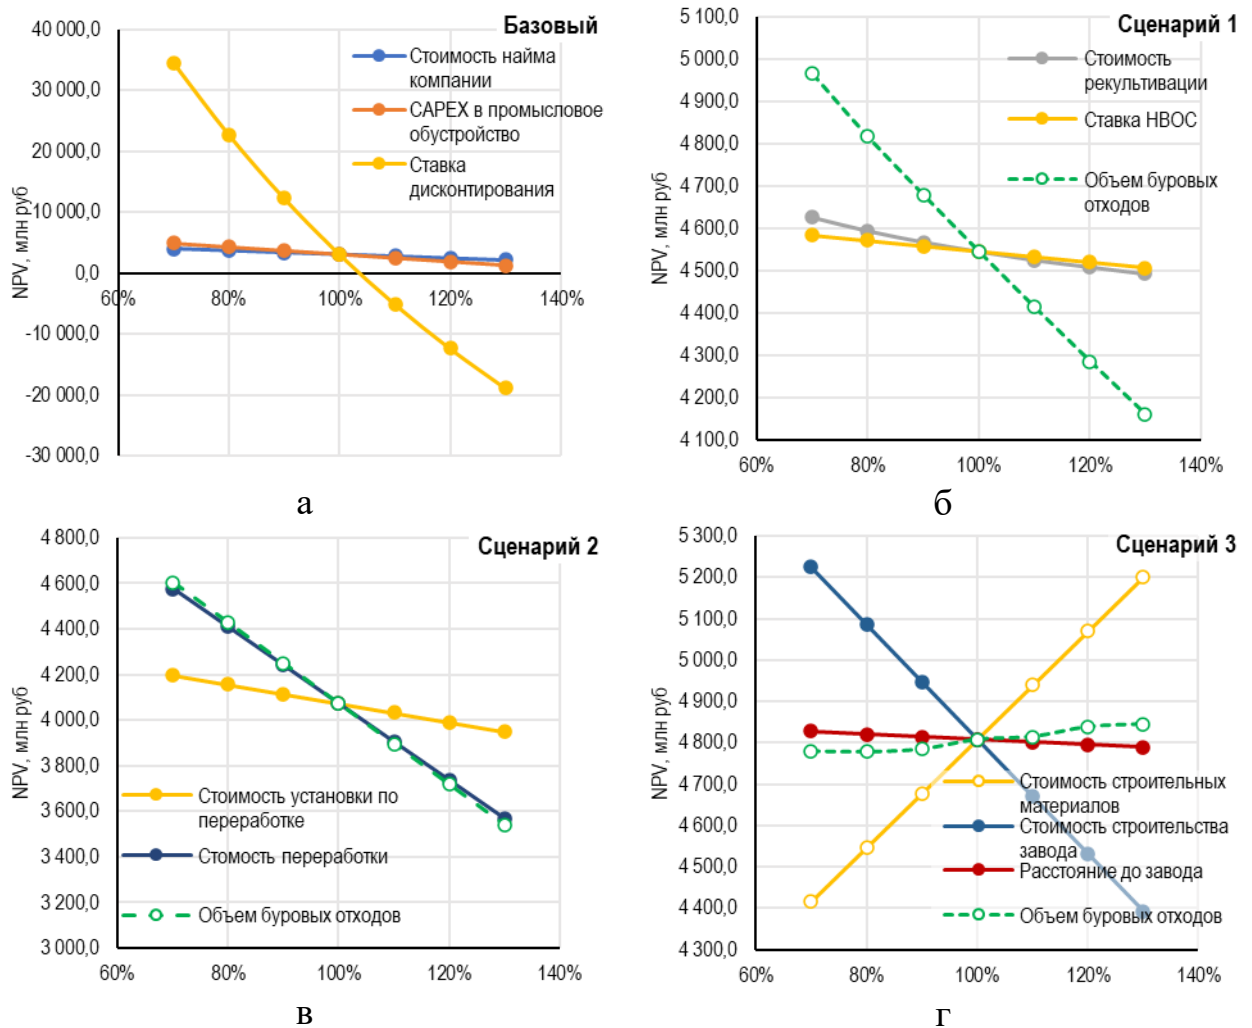 Базовый
40 000,0
30 000,0
20 000,0
10 000,0
0,0
-10 000,0
-20 000,0
-30 000,0
NPV, млн руб
60%
80%
100%
120%
140%
Стоимость найма
компании
CAPEX в промысловое
обустройство
Ставка
дисконтирования
а
Сценарий 1
5 100,0
5 000,0
4 900,0
4 800,0
4 700,0
4 600,0
4 500,0
4 400,0
4 300,0
4 200,0
4 100,0
NPV, млн руб
60%
80%
100%
120%
140%
Стоимость
рекультивации
Ставка НВОС
Объем буровых
отходов
б
Сценарий 2
4 800,0
4 600,0
4 400,0
4 200,0
4 000,0
3 800,0
3 600,0
3 400,0
3 200,0
3 000,0
NPV, млн руб
60%
80%
100%
120%
140%
Стоимость установки по
переработке
Стомость переработки
Объем буровых отходов
в
Сценарий 3
5 300,0
5 200,0
5 100,0
5 000,0
4 900,0
4 800,0
4 700,0
4 600,0
4 500,0
4 400,0
4 300,0
NPV, млн руб
60%
80%
100%
120%
140%
Стоимость строительных
материалов
Стоимость строительства
завода
Расстояние до завода
Объем буровых отходов
г